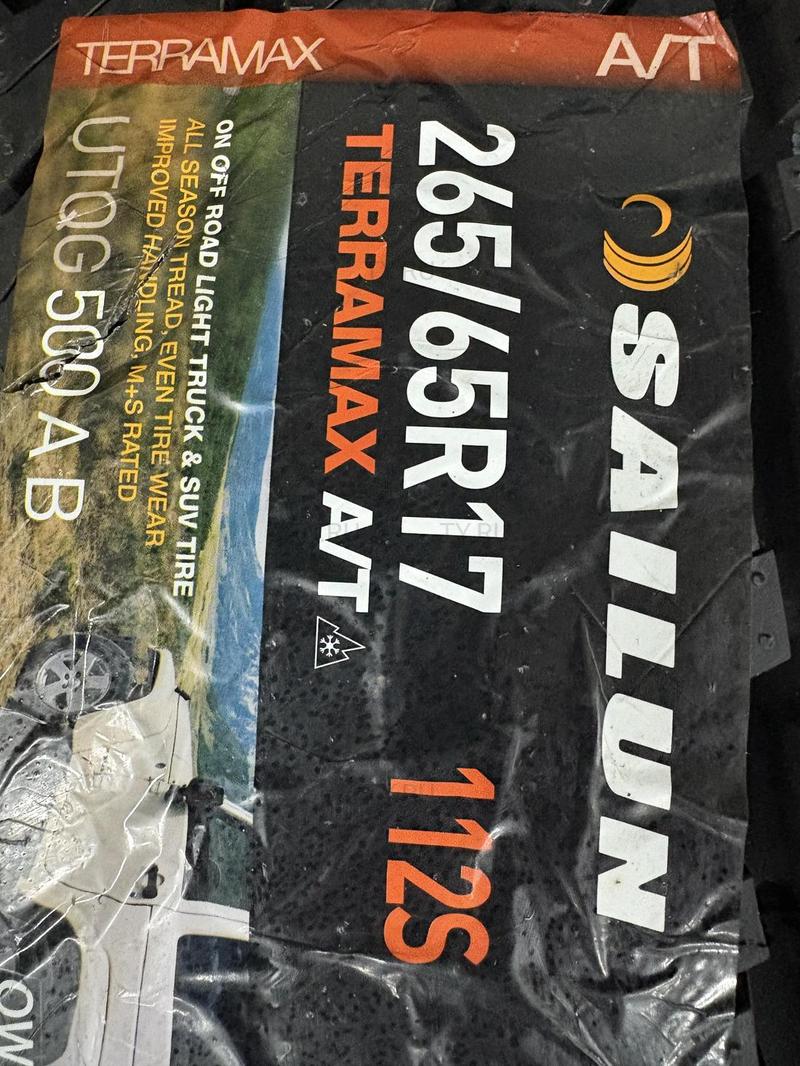 TERRAMAX A/T
SAILUN
265/65R17 112S
TERRAMAX A/T
ON OFF ROAD LIGHT TRUCK & SUV TIRE
ALL SEASON TREAD, EVEN TIRE WEAR
IMPROVED HANDLING, M+S RATED
UTQG 500 A B
OW